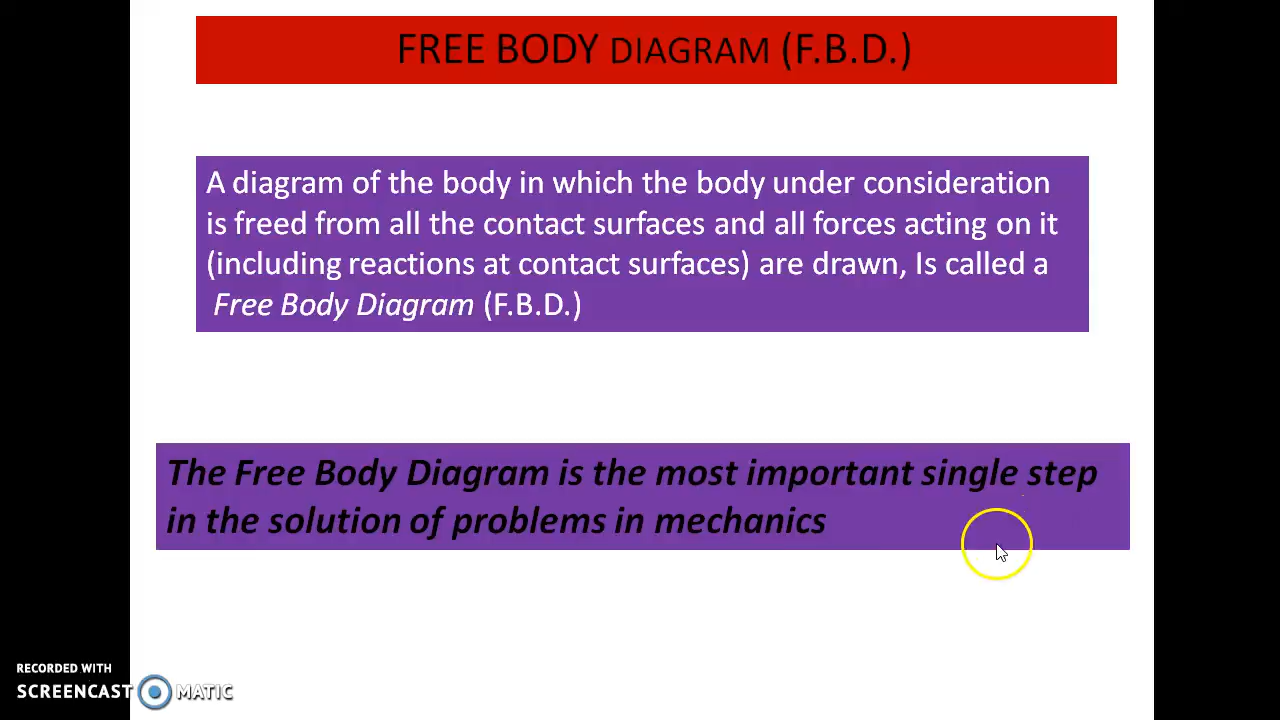 FREE BODY DIAGRAM (F.B.D.)
A diagram of the body in which the body under consideration
is freed from all the contact surfaces and all forces acting on it
(including reactions at contact surfaces) are drawn, Is called a
Free Body Diagram (F.B.D.)
The Free Body Diagram is the most important single step
in the solution of problems in mechanics
RECORDED WITH
SCREENCAST MATIC